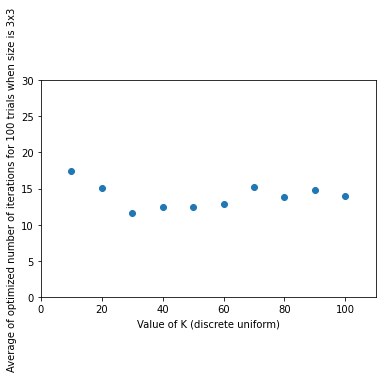 Average of optimized number of iterations for 100 trials when size is 3x3
30
25
20
15
10
5
0
0 20 40 60 80 100
Value of K (discrete uniform)